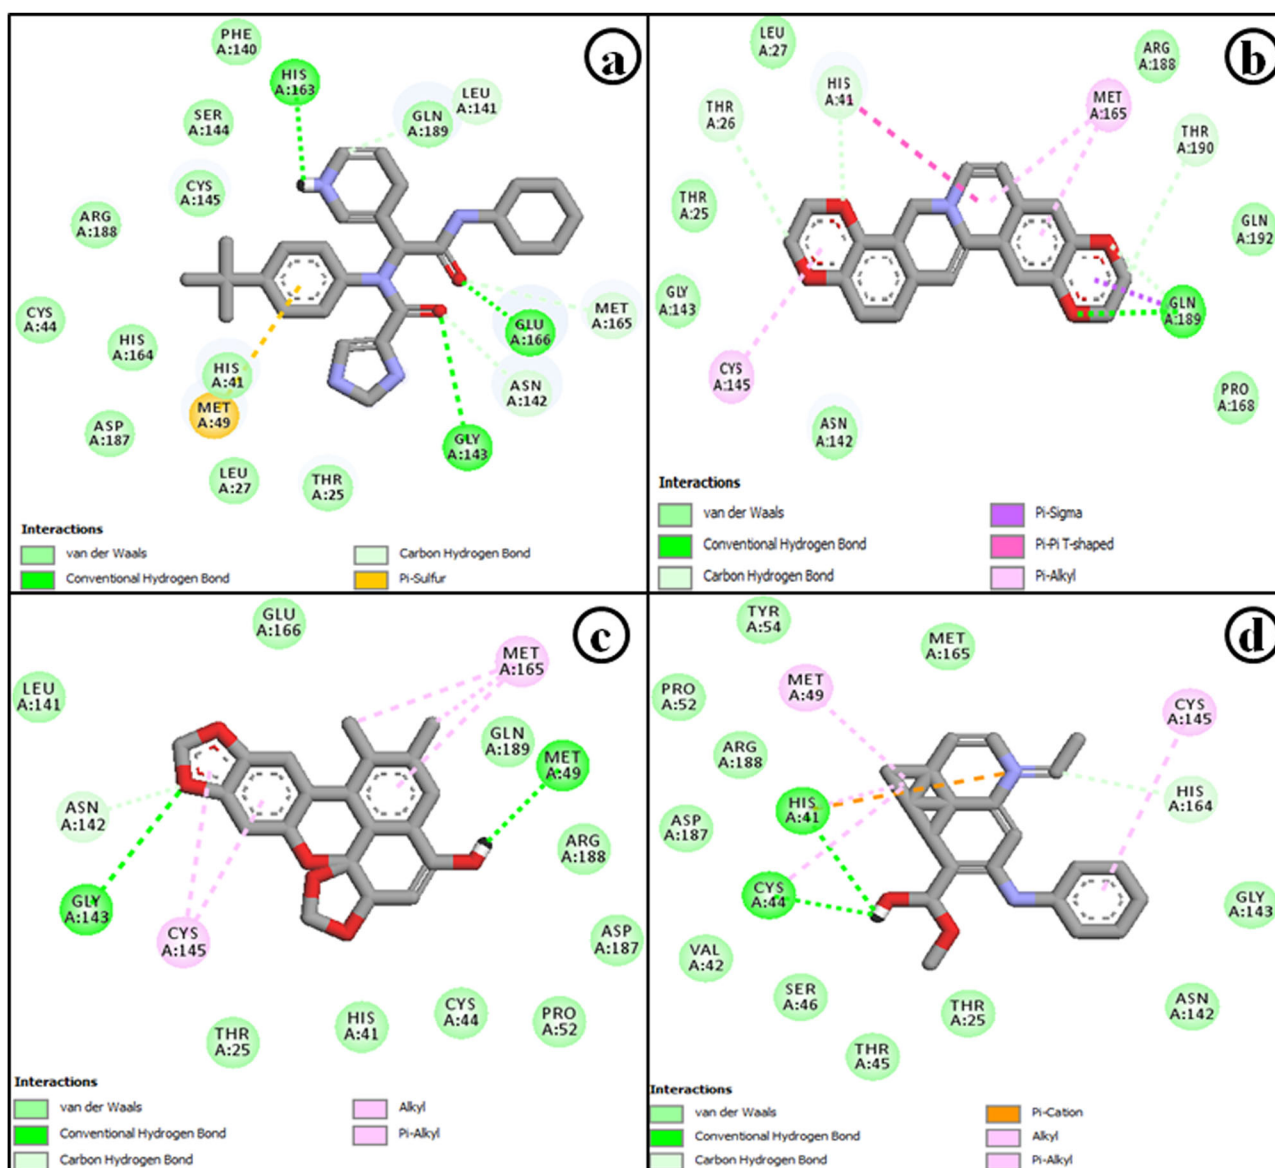 a
PHE
A:140
HIS
A:163
LEU
A:141
GLN
A:189
SER
A:144
CYS
A:145
ARG
A:188
CYS
A:44
HIS
A:164
HIS
A:41
MET
A:49
ASP
A:187
LEU
A:27
THR
A:25
GLU
A:166
MET
A:165
ASN
A:142
GLY
A:143
Interactions
van der Waals
Conventional Hydrogen Bond
Carbon Hydrogen Bond
Pi-Sulfur
b
LEU
A:27
HIS
A:41
ARG
A:188
MET
A:165
THR
A:26
THR
A:190
THR
A:25
GLN
A:192
GLY
A:143
GLN
A:189
CYS
A:145
PRO
A:168
ASN
A:142
Interactions
van der Waals
Conventional Hydrogen Bond
Carbon Hydrogen Bond
Pi-Sigma
Pi-Pi T-shaped
Pi-Alkyl
c
GLU
A:166
MET
A:165
LEU
A:141
GLN
A:189
MET
A:49
ASN
A:142
ARG
A:188
GLY
A:143
CYS
A:145
ASP
A:187
THR
A:25
HIS
A:41
CYS
A:44
PRO
A:52
Interactions
van der Waals
Conventional Hydrogen Bond
Carbon Hydrogen Bond
Alkyl
Pi-Alkyl
d
TYR
A:54
MET
A:165
MET
A:49
PRO
A:52
CYS
A:145
ARG
A:188
HIS
A:164
HIS
A:41
ASP
A:187
CYS
A:44
GLY
A:143
VAL
A:42
SER
A:46
THR
A:25
ASN
A:142
THR
A:45
Interactions
van der Waals
Conventional Hydrogen Bond
Carbon Hydrogen Bond
Pi-Cation
Alkyl
Pi-Alkyl